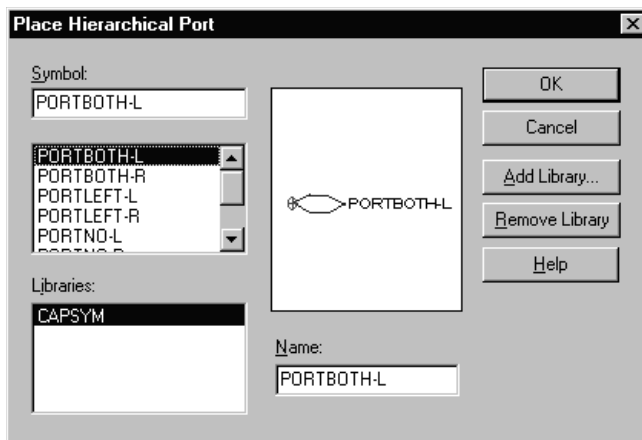 Place Hierarchical Port
Symbol:
PORTBOTH-L
PORTBOTH-L
PORTBOTH-R
PORTLEFT-L
PORTLEFT-R
PORTNO-L
Libraries:
CAPSYM
PORTBOTH-L
Name:
PORTBOTH-L
OK
Cancel
Add Library...
Remove Library
Help